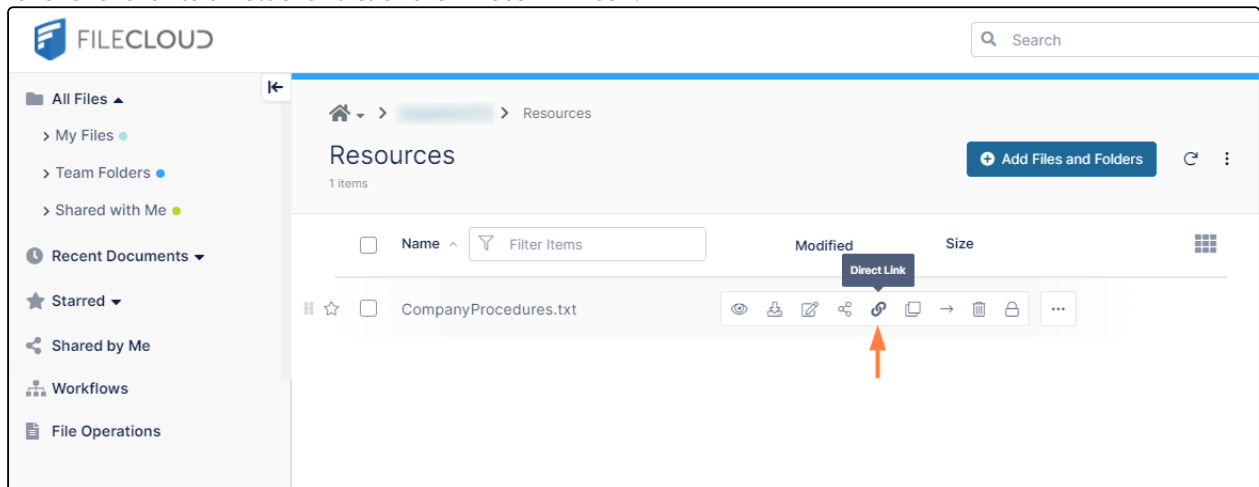 FILECLOUD
Search
All Files
My Files
Team Folders
Shared with Me
Recent Documents
Starred
Shared by Me
Workflows
File Operations
Resources
Resources
1 items
Add Files and Folders
Name
Filter Items
Modified
Size
Direct Link
CompanyProcedures.txt